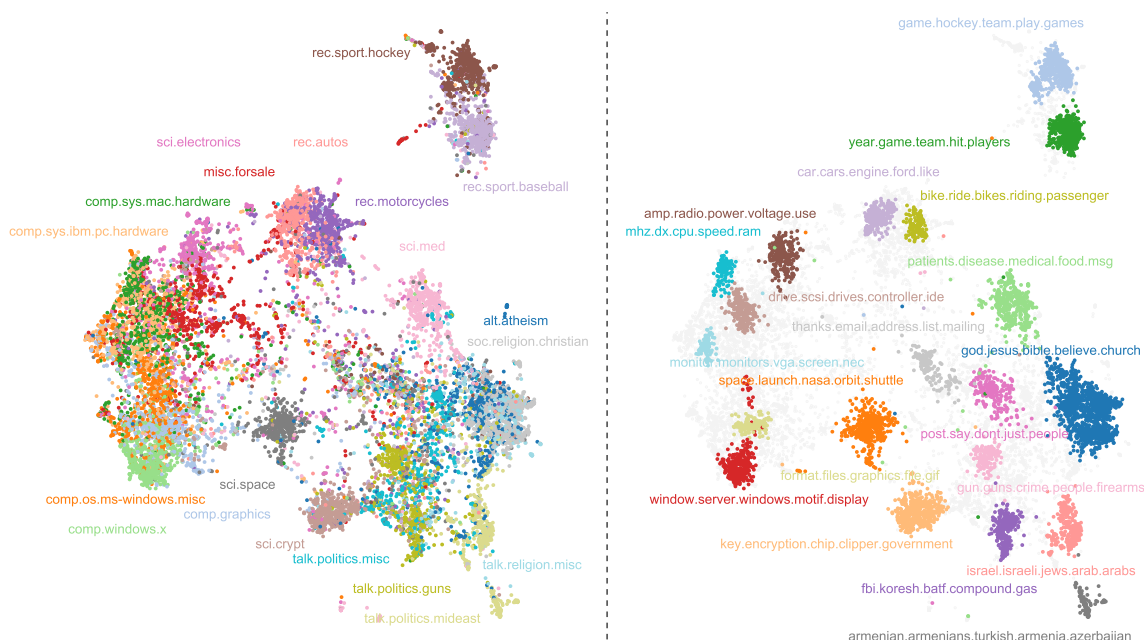 rec.sport.hockey
sci.electronics
rec.autos
misc.forsale
rec.sport.baseball
comp.sys.mac.hardware
rec.motorcycles
comp.sys.ibm.pc.hardware
sci.med
alt.atheism
soc.religion.christian
sci.space
comp.os.ms-windows.misc
comp.graphics
comp.windows.x
sci.crypt
talk.politics.misc
talk.religion.misc
talk.politics.guns
talk.politics.mideast
game.hockey.team.play.games
year.game.team.hit.players
car.cars.engine.ford.like
bike.ride.bikes.riding.passenger
amp.radio.power.voltage.use
mhz.dx.cpu.speed.ram
patients.disease.medical.food.msg
drive.scsi.drives.controller.ide
thanks.email.address.list.mailing
god.jesus.bible.believe.church
monitor.monitors.vga.screen.nec
space.launch.nasa.orbit.shuttle
post.say.dont.just.people
format.files.graphics.file.gif
gun.guns.crime.people.firearms
window.server.windows.motif.display
key.encryption.chip.clipper.government
israel.israeli.jews.arab.arabs
fbi.koresh.batf.compound.gas
armenian.armenians.turkish.armenia.azerbaijan